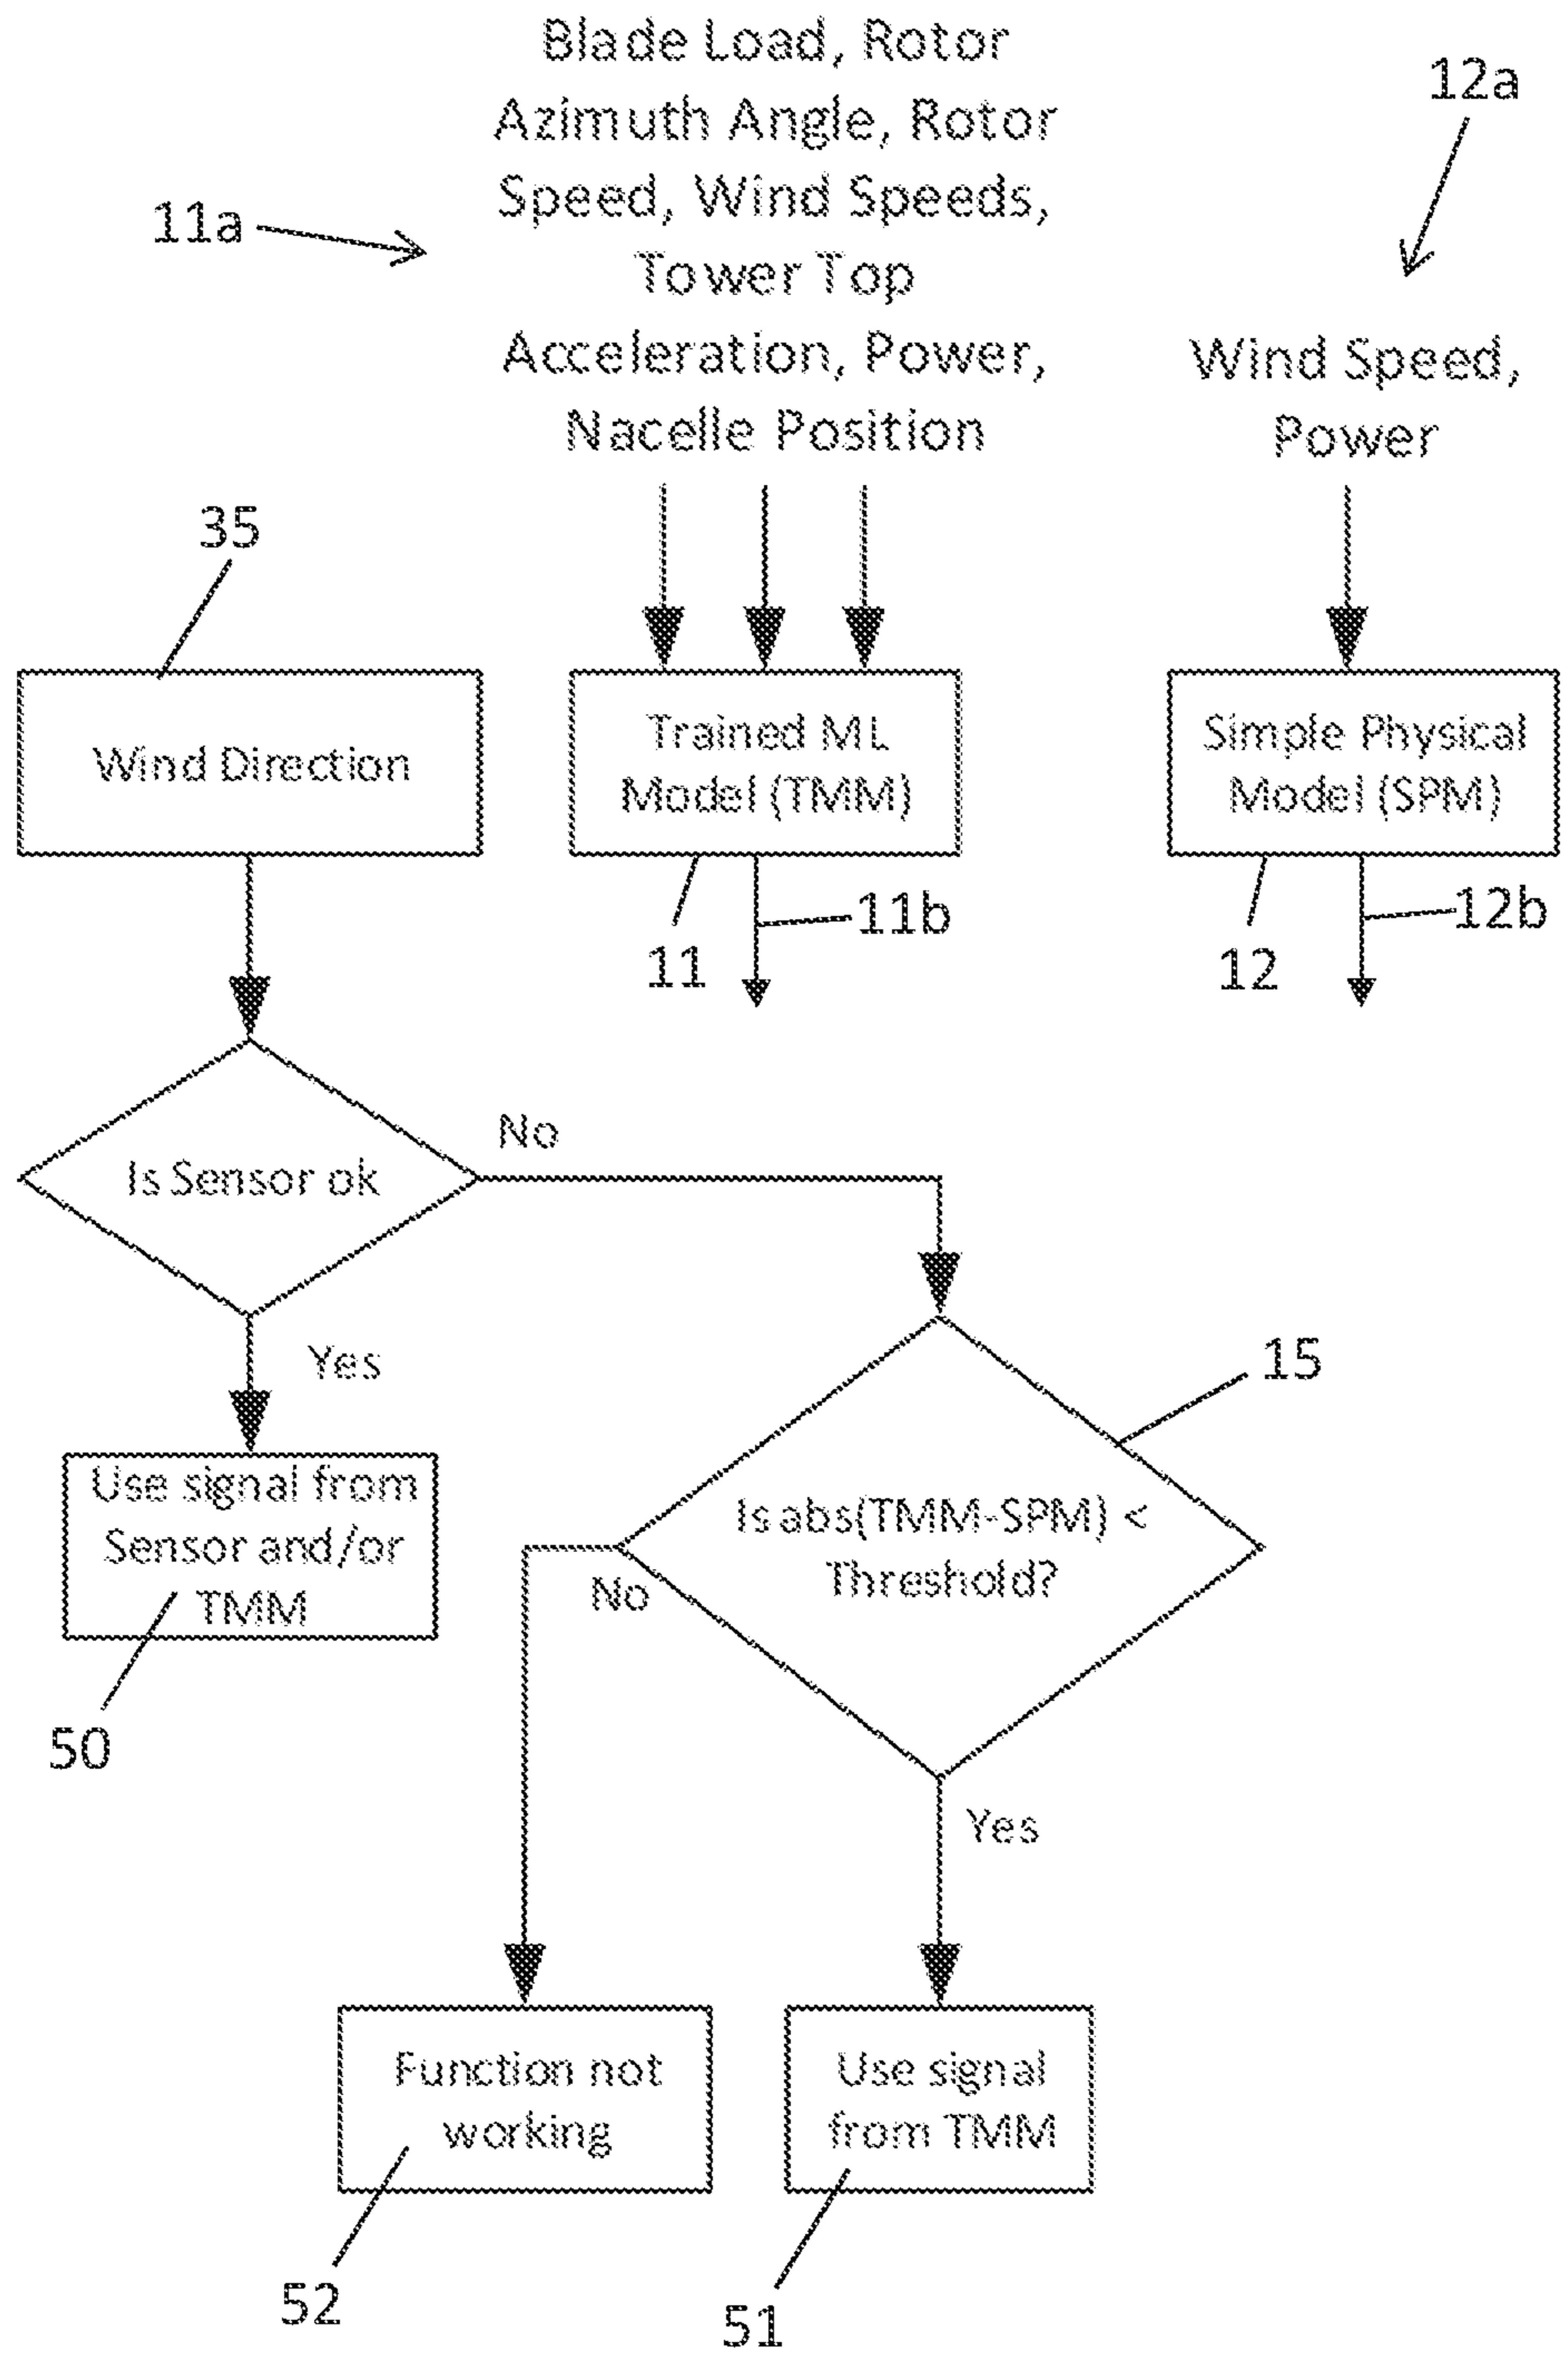 Blade Load, Rotor
Azimuth Angle, Rotor
Speed, Wind Speeds,
Tower Top
Acceleration, Power,
Nacelle Position
12a
11a
Wind Speed,
Power
35
Wind Direction
Trained ML
Model (TMM)
Simple Physical
Model (SPM)
11
11b
12
12b
Is Sensor ok
No
Yes
15
Use signal from
Sensor and/or
TMM
50
Is abs(TMM-SPM) <
Threshold?
No
Yes
Function not
working
52
Use signal
from TMM
51